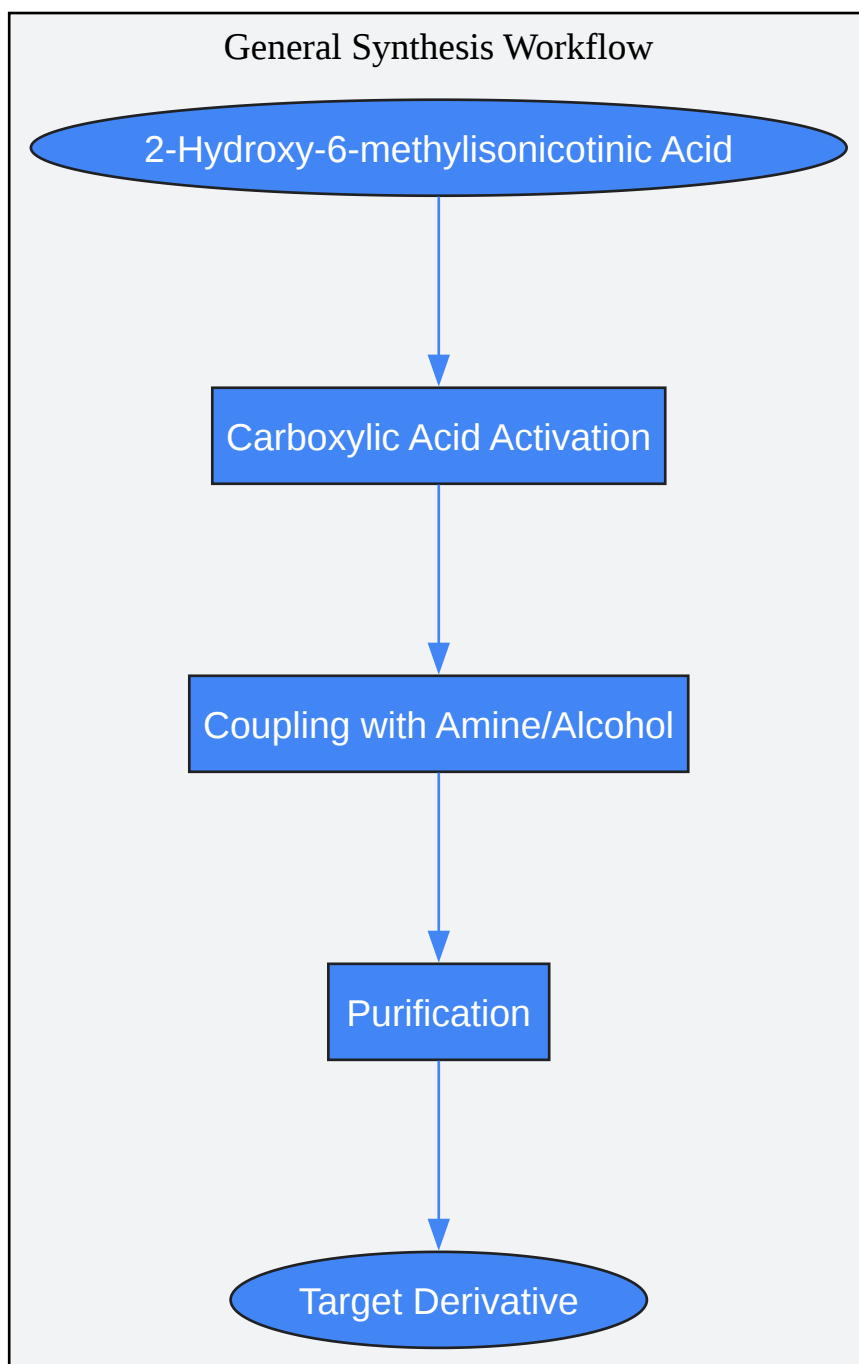 General Synthesis Workflow
2-Hydroxy-6-methylisonicotinic Acid
Carboxylic Acid Activation
Coupling with Amine/Alcohol
Purification
Target Derivative